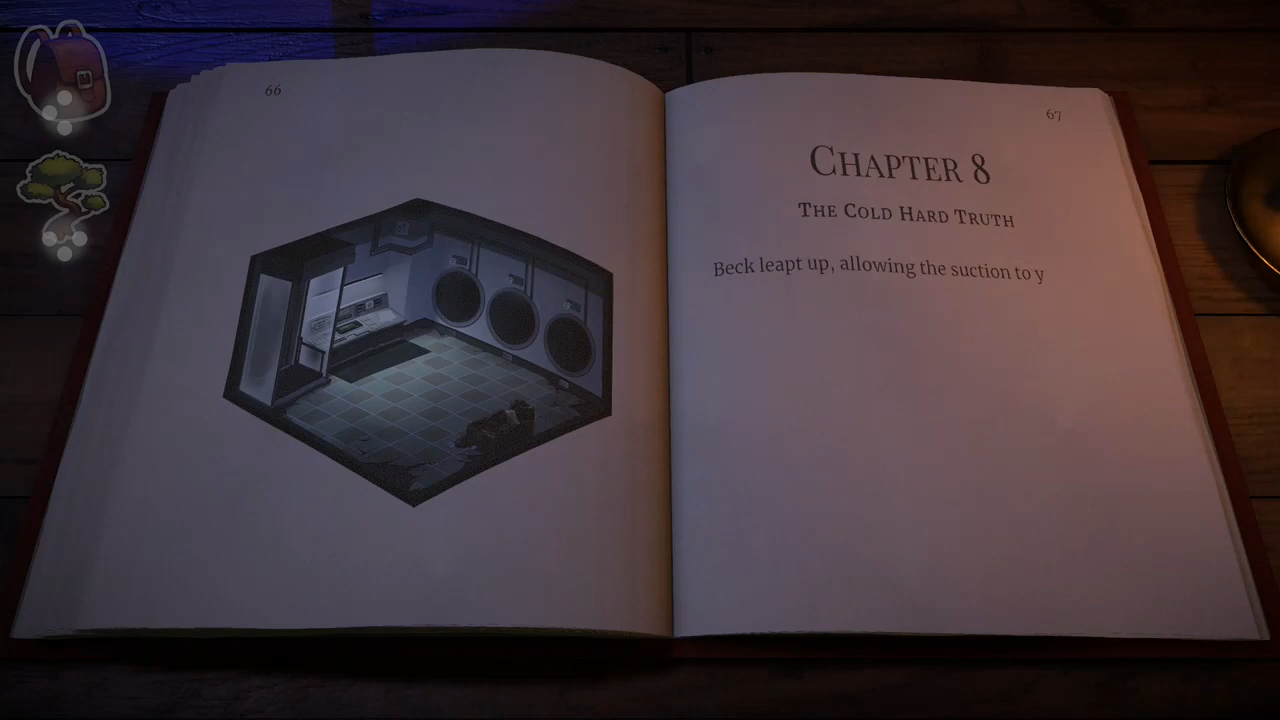 66
67
Chapter 8
The Cold Hard Truth
Beck leapt up, allowing the suction to y